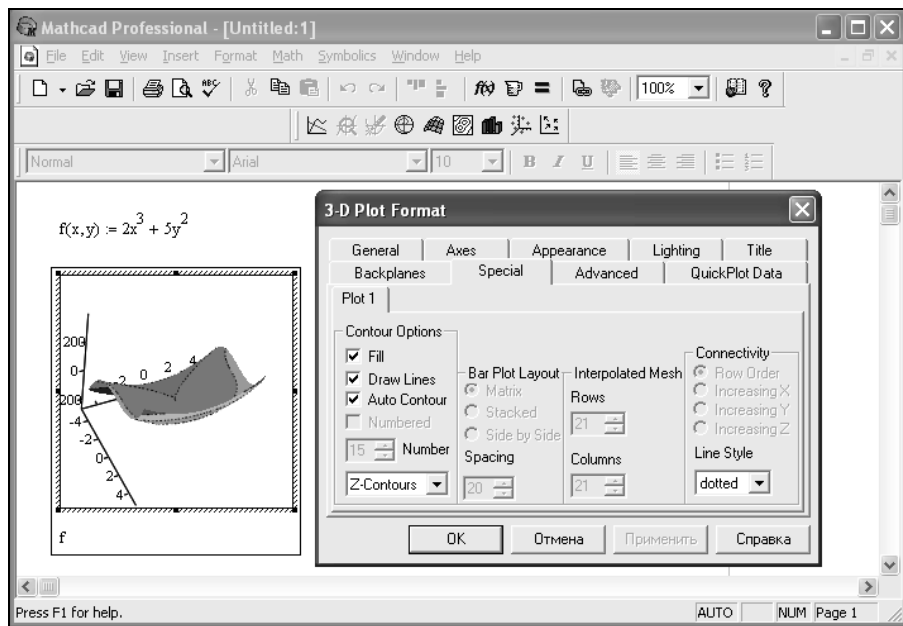 Mathcad Professional - [Untitled:1]
File Edit View Insert Format Math Symbolics Window Help
ABC
f(x) = 100% ?
Normal Arial 10 B I U
f(x,y) := 2x^3 + 5y^2
200
0
200
-4
-2
0
2
4
-2 0 2 4
f
3-D Plot Format
General Axes Appearance Lighting Title
Backplanes Special Advanced QuickPlot Data
Plot 1
Contour Options
Fill
Draw Lines
Auto Contour
Numbered
15 Number
Z-Contours
Bar Plot Layout
Matrix
Stacked
Side by Side
Spacing
20
Interpolated Mesh
Rows
21
Columns
21
Connectivity
Row Order
Increasing X
Increasing Y
Increasing Z
Line Style
dotted
OK Отмена Применить Справка
Press F1 for help. AUTO NUM Page 1